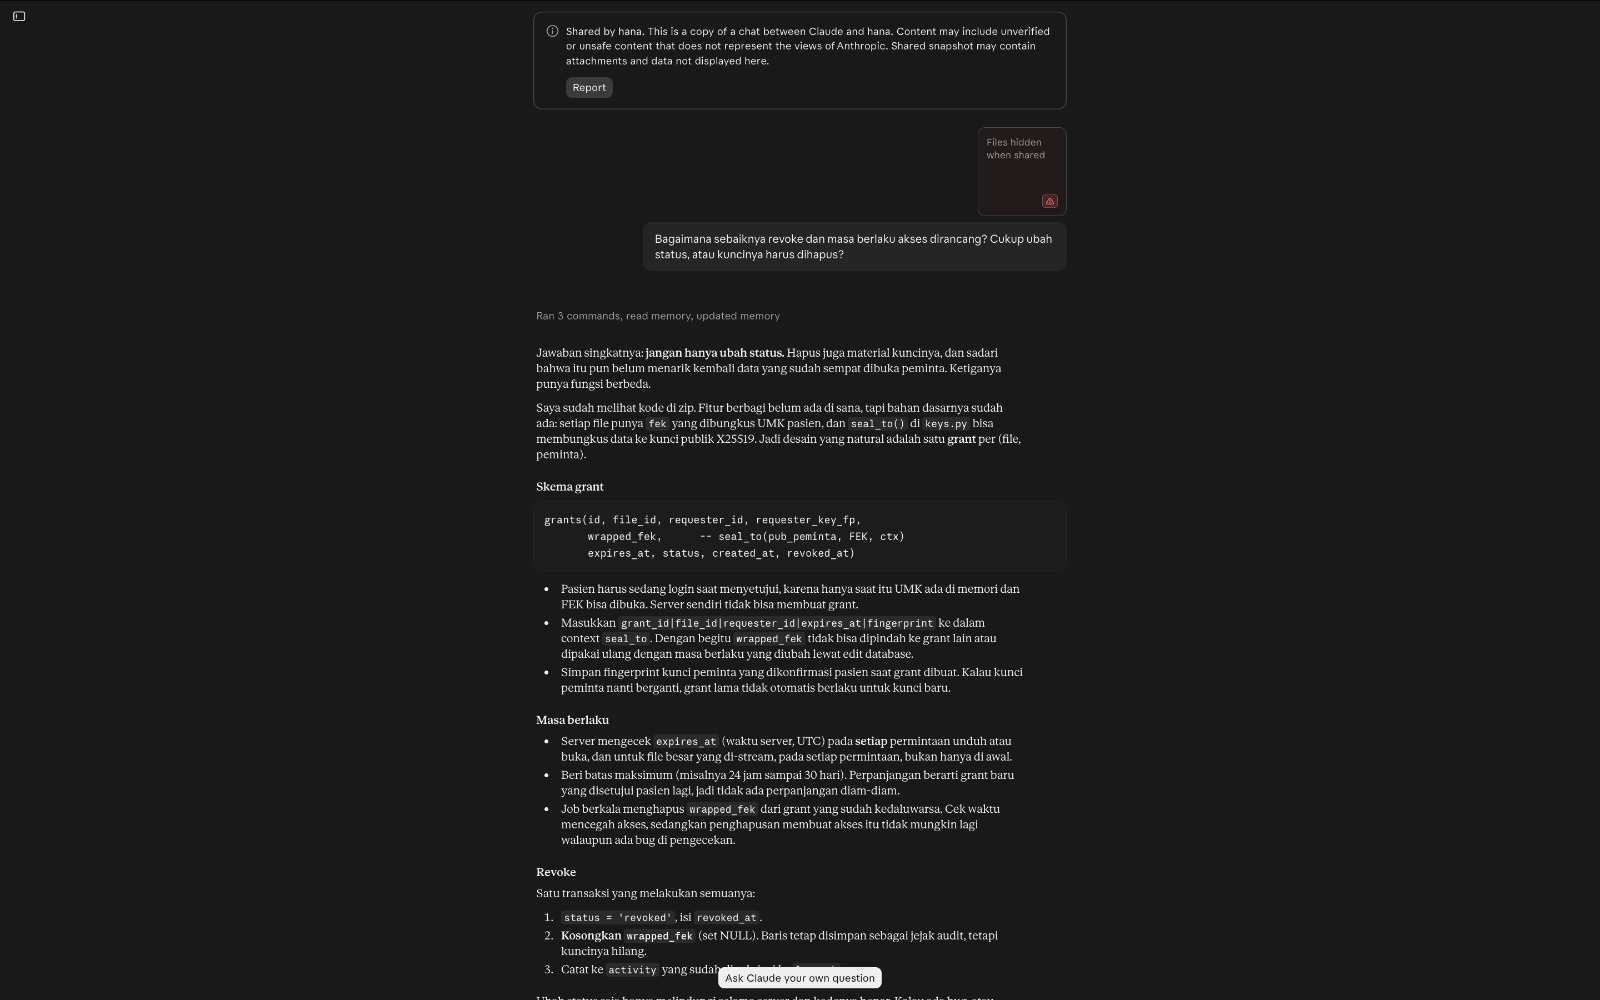 Shared by hana. This is a copy of a chat between Claude and hana. Content may include unverified
or unsafe content that does not represent the views of Anthropic. Shared snapshot may contain
attachments and data not displayed here.
Report
Files hidden
when shared
Bagaimana sebaiknya revoke dan masa berlaku akses dirancang? Cukup ubah
status, atau kuncinya harus dihapus?
Ran 3 commands, read memory, updated memory
Jawaban singkatnya: jangan hanya ubah status. Hapus juga material kuncinya, dan sadari
bahwa itu pun belum menarik kembali data yang sudah sempat dibuka peminta. Ketiganya
punya fungsi berbeda.
Saya sudah melihat kode di zip. Fitur berbagi belum ada di sana, tapi bahan dasarnya sudah
ada: setiap file punya fek yang dibungkus UMK pasien, dan seal_to() di keys.py bisa
membungkus data ke kunci publik X25519. Jadi desain yang natural adalah satu grant per (file,
peminta).
Skema grant
grants(id, file_id, requester_id, requester_key_fp,
wrapped_fek, -- seal_to(pub_peminta, FEK, ctx)
expires_at, status, created_at, revoked_at)
• Pasien harus sedang login saat menyetujui, karena hanya saat itu UMK ada di memori dan
FEK bisa dibuka. Server sendiri tidak bisa membuat grant.
• Masukkan grant_id|file_id|requester_id|expires_at|fingerprint ke dalam
context seal_to. Dengan begitu wrapped_fek tidak bisa dipindah ke grant lain atau
dipakai ulang dengan masa berlaku yang diubah lewat edit database.
• Simpan fingerprint kunci peminta yang dikonfirmasi pasien saat grant dibuat. Kalau kunci
peminta nanti berganti, grant lama tidak otomatis berlaku untuk kunci baru.
Masa berlaku
• Server mengecek expires_at (waktu server, UTC) pada setiap permintaan unduh atau
buka, dan untuk file besar yang di-stream, pada setiap permintaan, bukan hanya di awal.
• Beri batas maksimum (misalnya 24 jam sampai 30 hari). Perpanjangan berarti grant baru
yang disetujui pasien lagi, jadi tidak ada perpanjangan diam-diam.
• Job berkala menghapus wrapped_fek dari grant yang sudah kedaluwarsa. Cek waktu
mencegah akses, sedangkan penghapusan membuat akses itu tidak mungkin lagi
walaupun ada bug di pengecekan.
Revoke
Satu transaksi yang melakukan semuanya:
1. status = 'revoked', isi revoked_at.
2. Kosongkan wrapped_fek (set NULL). Baris tetap disimpan sebagai jejak audit, tetapi
kuncinya hilang.
3. Catat ke activity yang sudah
Ask Claude your own question